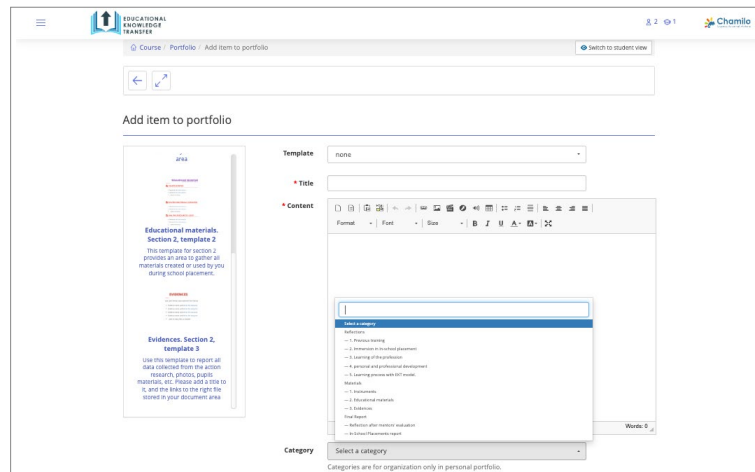 EDUCATIONAL
KNOWLEDGE
TRANSFER
2 1
Chamilo
Course / Portfolio / Add item to portfolio
Switch to student view
Add item to portfolio
area
Educational materials.
Section 2, template 2
This template for section 2
provides an area to gather all
materials created or used by you
during school placement.
EVIDENCES
Evidences. Section 2,
template 3
Use this template to report all
data collected from the action
research, photos, pupils
materials, etc. Please add a title to
it, and the links to the right file
stored in your document area
Template
none
* Title
* Content
Format Font Size B I U A A
Select a category
Reflections
— 1. Previous training
— 2. Immersion in in-school placement
— 3. Learning of the profession
— 4. personal and professional development
— 5. Learning process with EKT model.
Materials
— 1. Instruments
— 2. Educational materials
— 3. Evidences
Final Report
— Reflection after mentors' evaluation
— In-School Placements report
Words: 0
Category
Select a category
Categories are for organization only in personal portfolio.